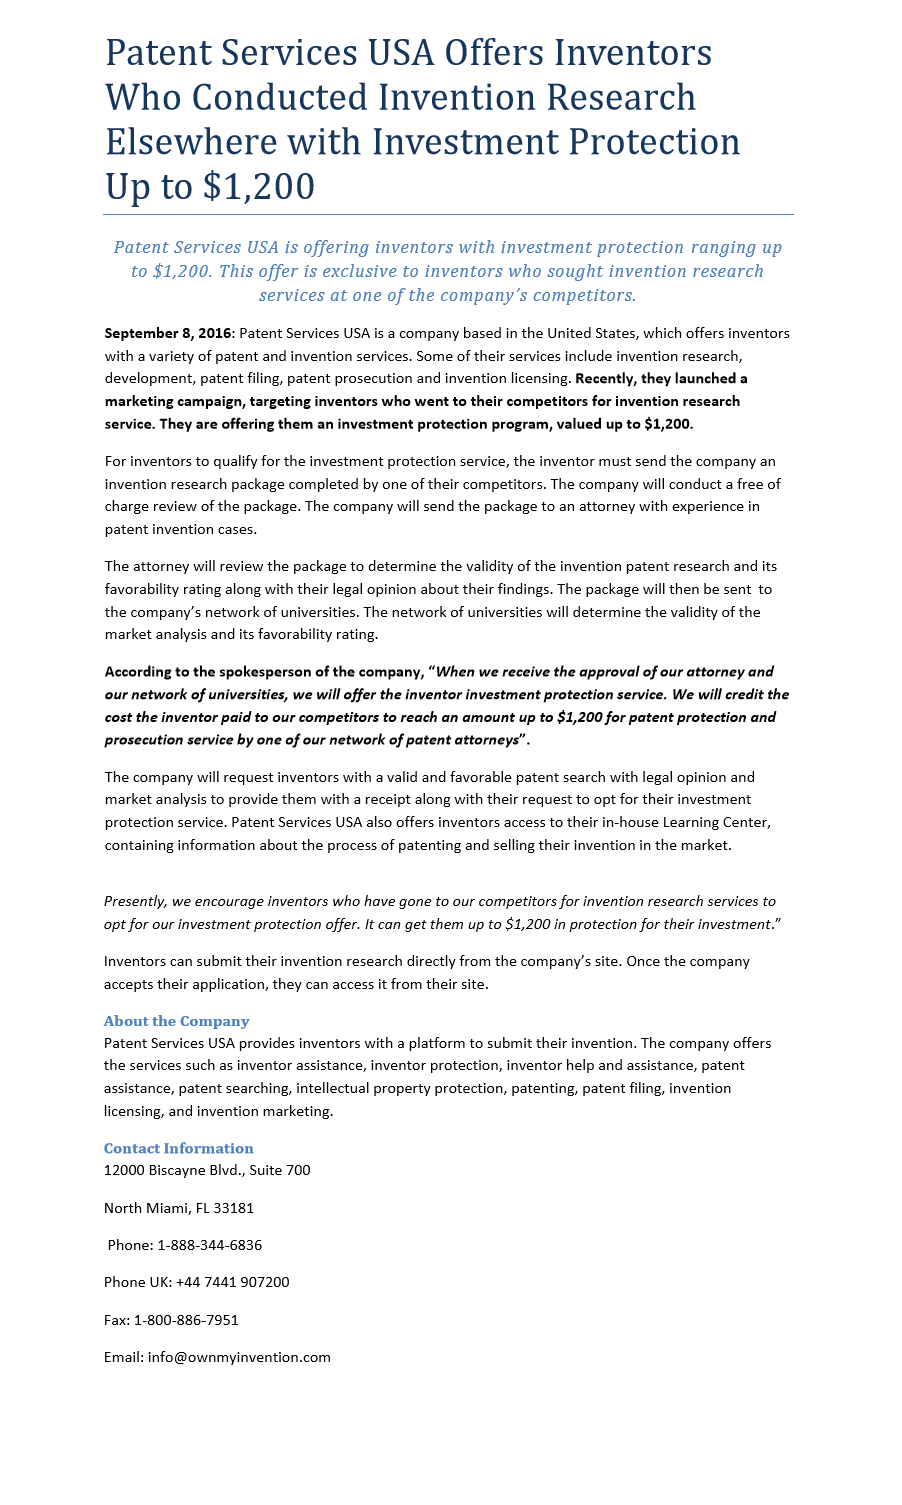 Patent Services USA Offers Inventors
Who Conducted Invention Research
Elsewhere with Investment Protection
Up to $1,200
Patent Services USA is offering inventors with investment protection ranging up
to $1,200. This offer is exclusive to inventors who sought invention research
services at one of the company’s competitors.
September 8, 2016: Patent Services USA is a company based in the United States, which offers inventors
with a variety of patent and invention services. Some of their services include invention research,
development, patent filing, patent prosecution and invention licensing. Recently, they launched a
marketing campaign, targeting inventors who went to their competitors for invention research
service. They are offering them an investment protection program, valued up to $1,200.
For inventors to qualify for the investment protection service, the inventor must send the company an
invention research package completed by one of their competitors. The company will conduct a free of
charge review of the package. The company will send the package to an attorney with experience in
patent invention cases.
The attorney will review the package to determine the validity of the invention patent research and its
favorability rating along with their legal opinion about their findings. The package will then be sent to
the company’s network of universities. The network of universities will determine the validity of the
market analysis and its favorability rating.
According to the spokesperson of the company, “When we receive the approval of our attorney and
our network of universities, we will offer the inventor investment protection service. We will credit the
cost the inventor paid to our competitors to reach an amount up to $1,200 for patent protection and
prosecution service by one of our network of patent attorneys”.
The company will request inventors with a valid and favorable patent search with legal opinion and
market analysis to provide them with a receipt along with their request to opt for their investment
protection service. Patent Services USA also offers inventors access to their in-house Learning Center,
containing information about the process of patenting and selling their invention in the market.
Presently, we encourage inventors who have gone to our competitors for invention research services to
opt for our investment protection offer. It can get them up to $1,200 in protection for their investment.”
Inventors can submit their invention research directly from the company’s site. Once the company
accepts their application, they can access it from their site.
About the Company
Patent Services USA provides inventors with a platform to submit their invention. The company offers
the services such as inventor assistance, inventor protection, inventor help and assistance, patent
assistance, patent searching, intellectual property protection, patenting, patent filing, invention
licensing, and invention marketing.
Contact Information
12000 Biscayne Blvd., Suite 700
North Miami, FL 33181
Phone: 1-888-344-6836
Phone UK: +44 7441 907200
Fax: 1-800-886-7951
Email: info@ownmyinvention.com